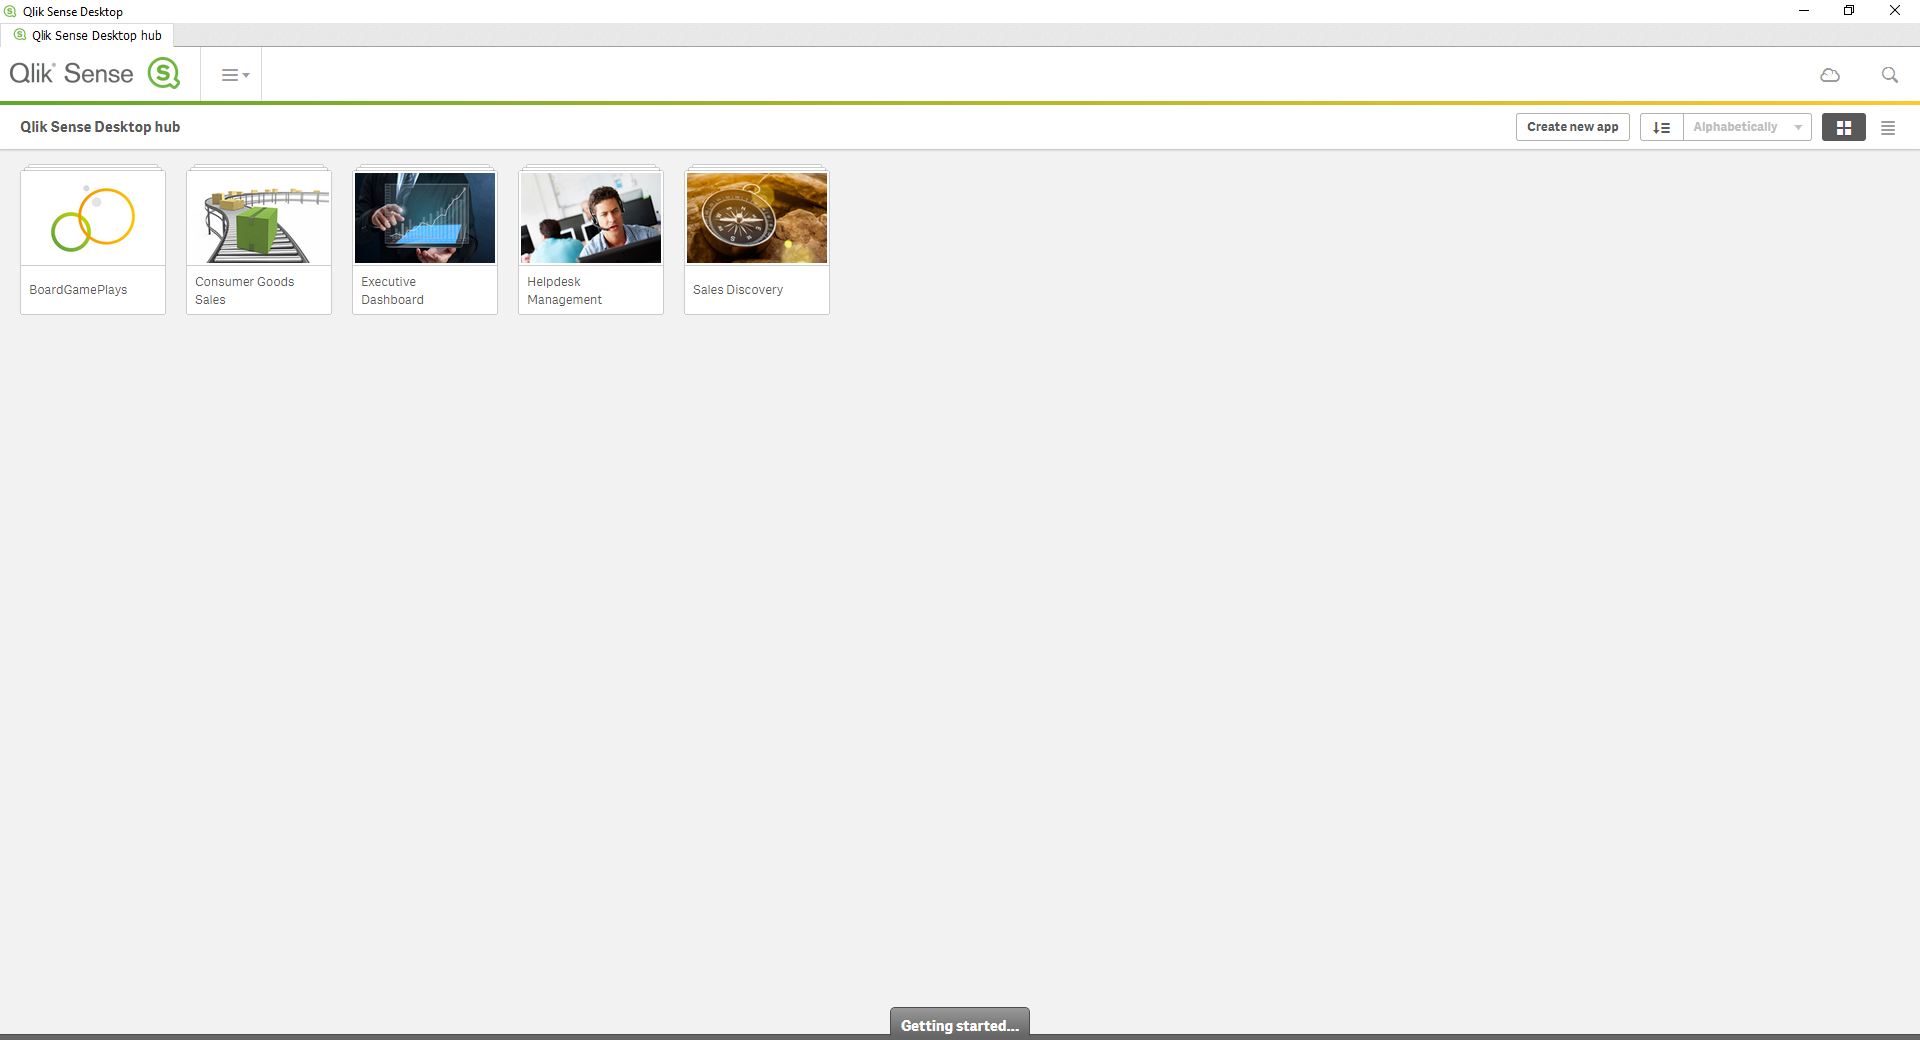 Qlik Sense Desktop
Qlik Sense Desktop hub
Qlik Sense
Qlik Sense Desktop hub
Create new app
Alphabetically
BoardGamePlays
Consumer Goods
Sales
Executive
Dashboard
Helpdesk
Management
Sales Discovery
Getting started...